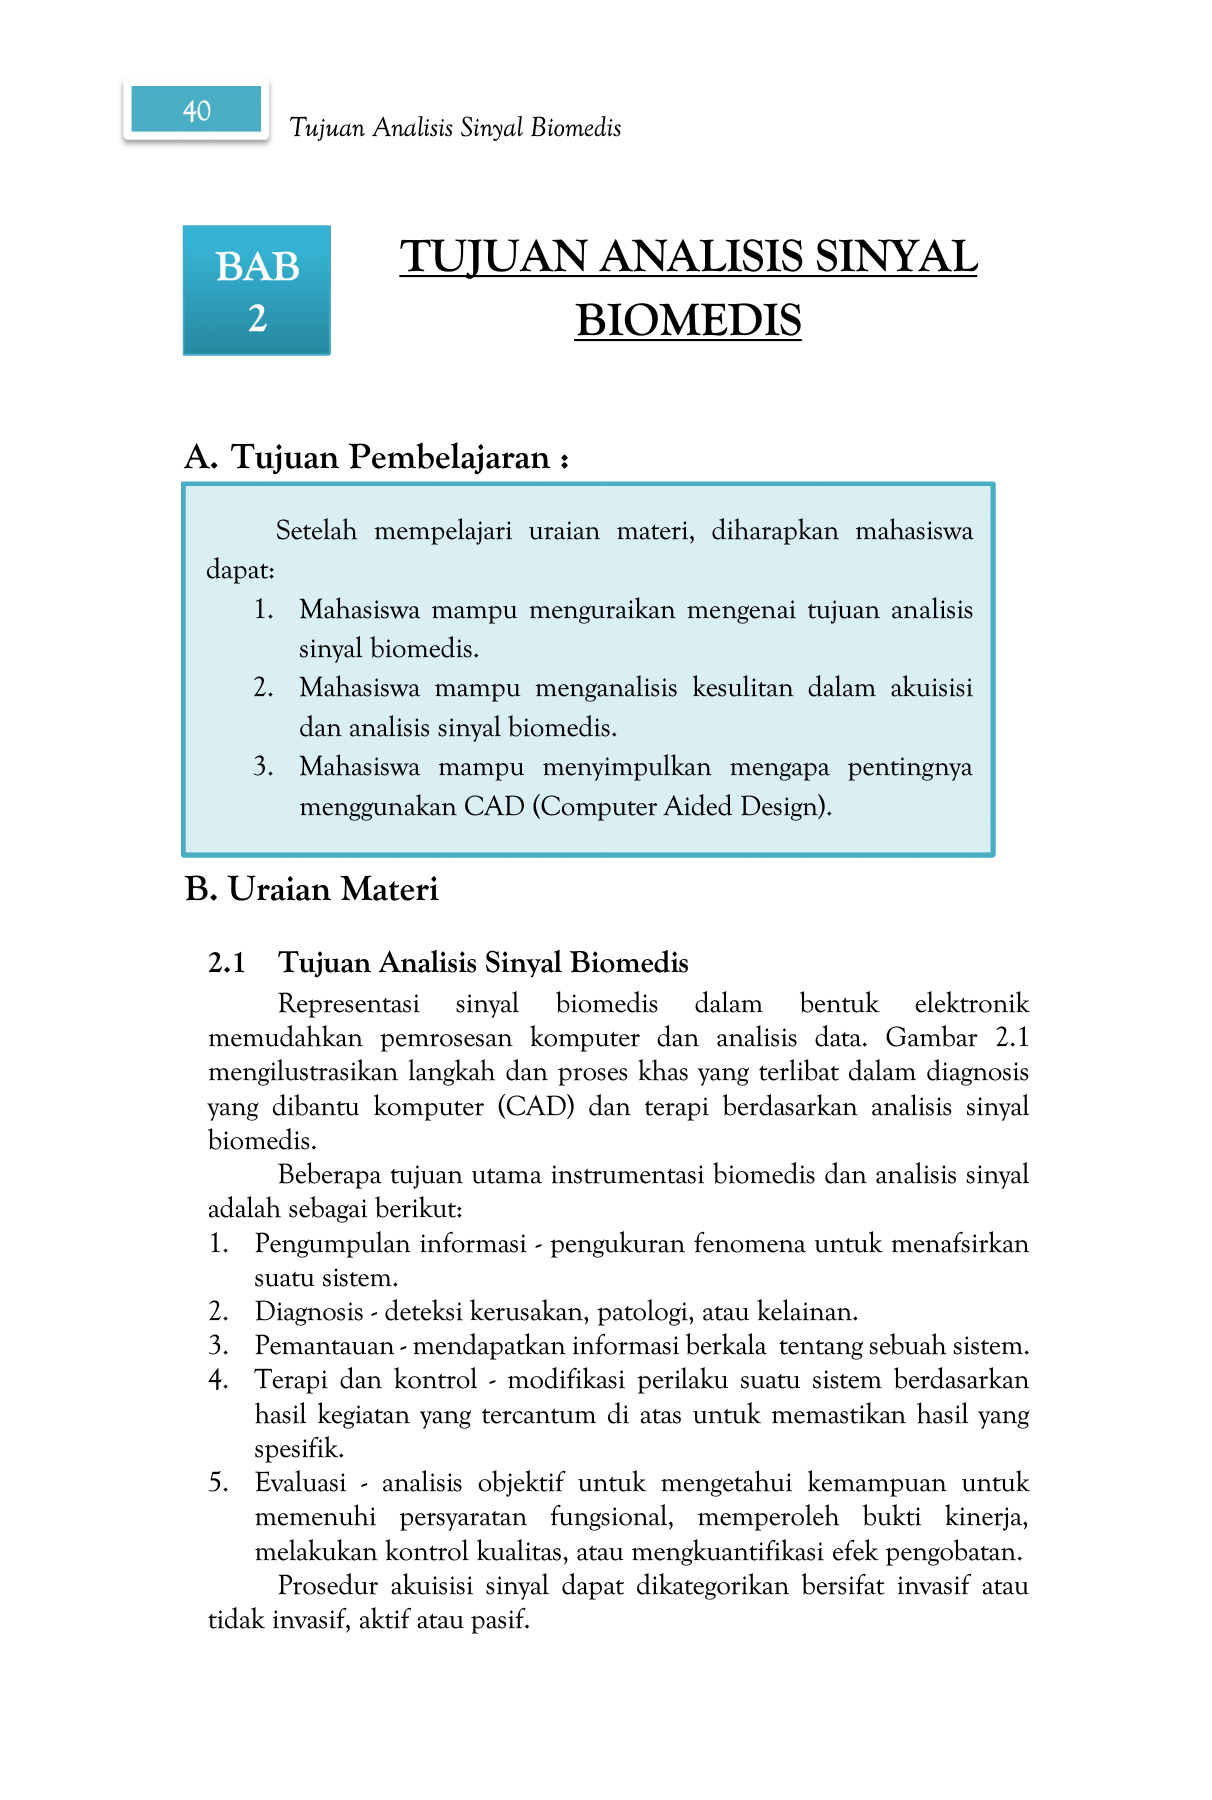 40
Tujuan Analisis Sinyal Biomedis
BAB
2
TUJUAN ANALISIS SINYAL
BIOMEDIS
A. Tujuan Pembelajaran :
Setelah mempelajari uraian materi, diharapkan mahasiswa
dapat:
1. Mahasiswa mampu menguraikan mengenai tujuan analisis
sinyal biomedis.
2. Mahasiswa mampu menganalisis kesulitan dalam akuisisi
dan analisis sinyal biomedis.
3. Mahasiswa mampu menyimpulkan mengapa pentingnya
menggunakan CAD (Computer Aided Design).
B. Uraian Materi
2.1 Tujuan Analisis Sinyal Biomedis
Representasi sinyal biomedis dalam bentuk elektronik
memudahkan pemrosesan komputer dan analisis data. Gambar 2.1
mengilustrasikan langkah dan proses khas yang terlibat dalam diagnosis
yang dibantu komputer (CAD) dan terapi berdasarkan analisis sinyal
biomedis.
Beberapa tujuan utama instrumentasi biomedis dan analisis sinyal
adalah sebagai berikut:
1. Pengumpulan informasi - pengukuran fenomena untuk menafsirkan
suatu sistem.
2. Diagnosis - deteksi kerusakan, patologi, atau kelainan.
3. Pemantauan - mendapatkan informasi berkala tentang sebuah sistem.
4. Terapi dan kontrol - modifikasi perilaku suatu sistem berdasarkan
hasil kegiatan yang tercantum di atas untuk memastikan hasil yang
spesifik.
5. Evaluasi - analisis objektif untuk mengetahui kemampuan untuk
memenuhi persyaratan fungsional, memperoleh bukti kinerja,
melakukan kontrol kualitas, atau mengkuantifikasi efek pengobatan.
Prosedur akuisisi sinyal dapat dikategorikan bersifat invasif atau
tidak invasif, aktif atau pasif.